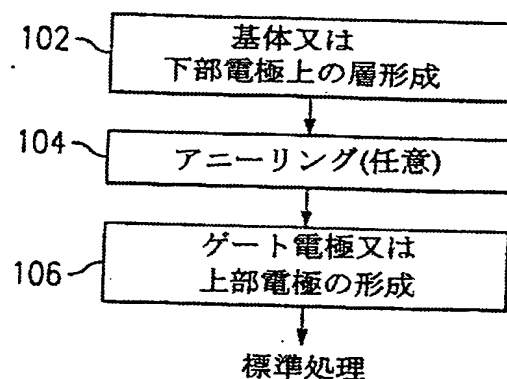 102
基体又は
下部電極上の層形成
104
アニーリング(任意)
106
ゲート電極又は
上部電極の形成
標準処理